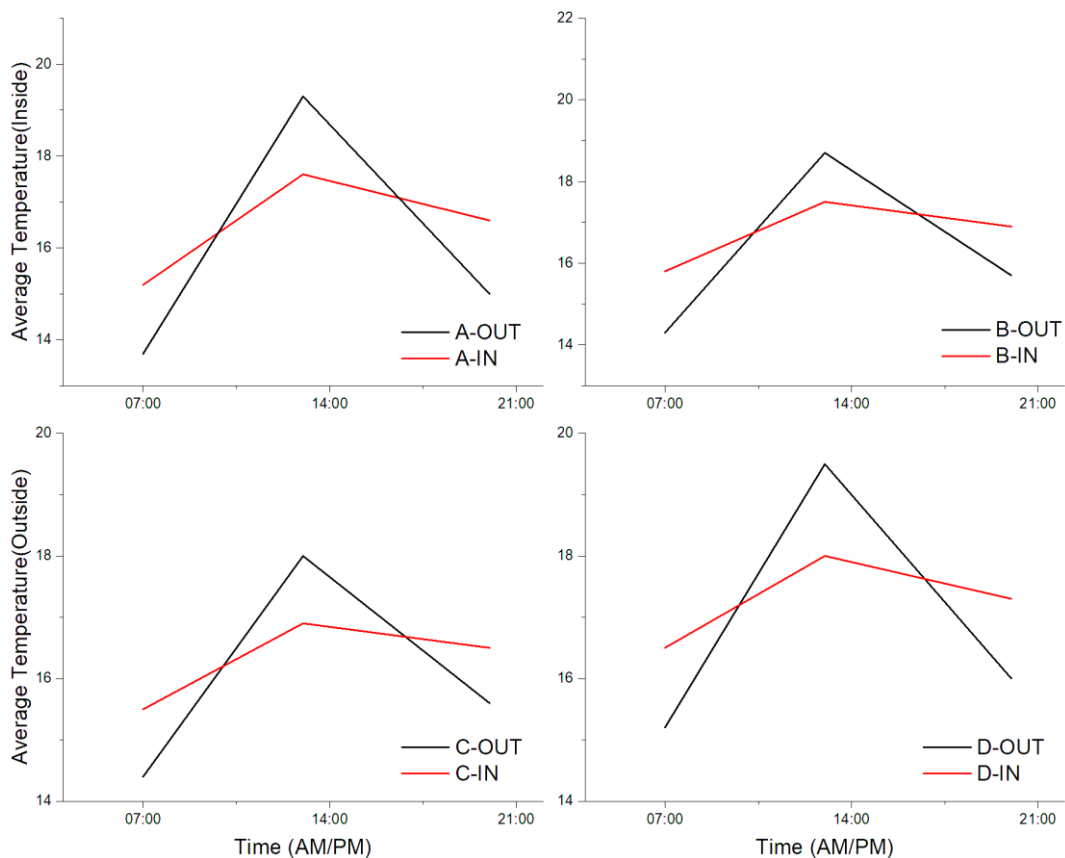 Average Temperature(Inside)
20
18
16
14
A-OUT
A-IN
07:00 14:00 21:00
22
20
18
16
14
B-OUT
B-IN
07:00 14:00 21:00
Average Temperature(Outside)
20
18
16
14
C-OUT
C-IN
07:00 14:00 21:00
Time (AM/PM)
20
18
16
14
D-OUT
D-IN
07:00 14:00 21:00
Time (AM/PM)